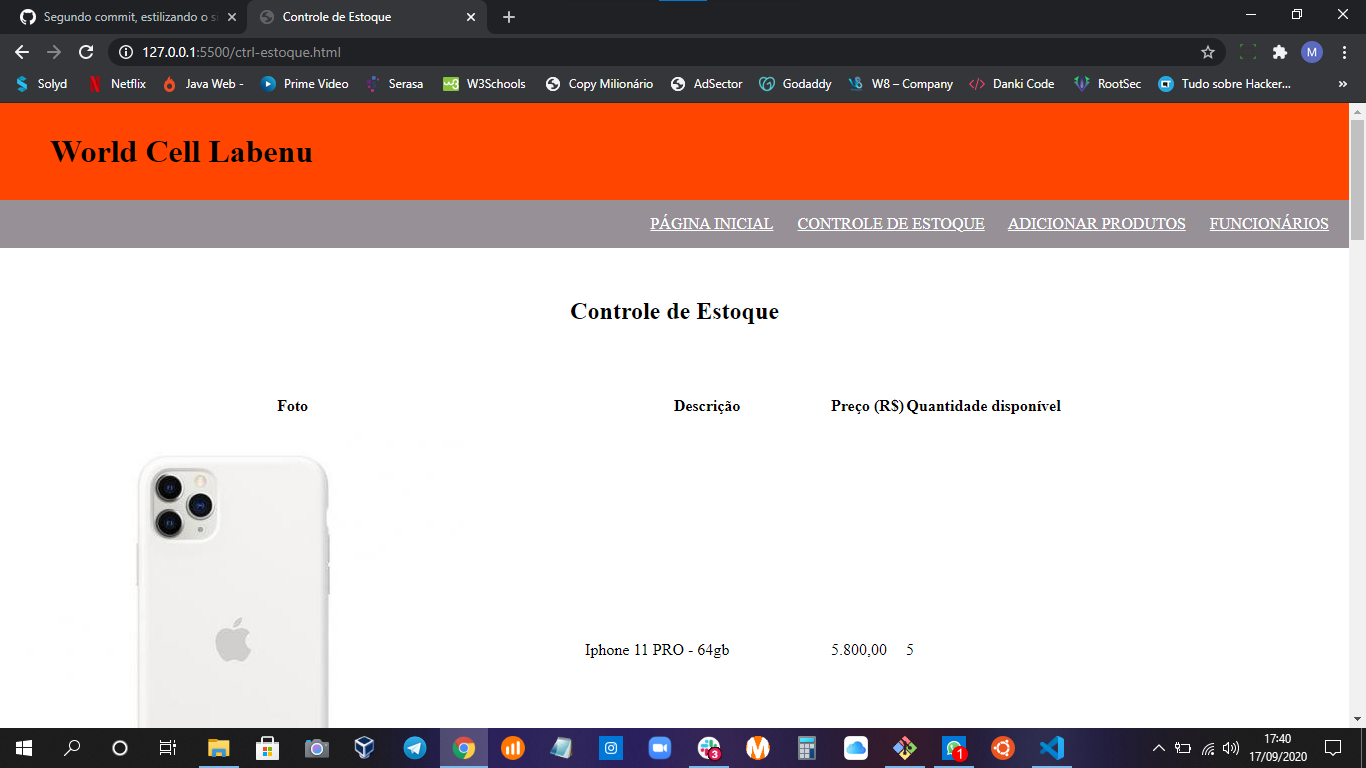 Segundo commit, estilizando o s
Controle de Estoque
127.0.0.1:5500/ctrl-estoque.html
M
Solyd
Netflix
Java Web -
Prime Video
Serasa
W3Schools
Copy Milionário
AdSector
Godaddy
W8 – Company
Danki Code
RootSec
Tudo sobre Hacker...
»
World Cell Labenu
PÁGINA INICIAL CONTROLE DE ESTOQUE ADICIONAR PRODUTOS FUNCIONÁRIOS
Controle de Estoque
Foto Descrição Preço (R$) Quantidade disponível
Iphone 11 PRO - 64gb 5.800,00 5
3
1
17:40
17/09/2020